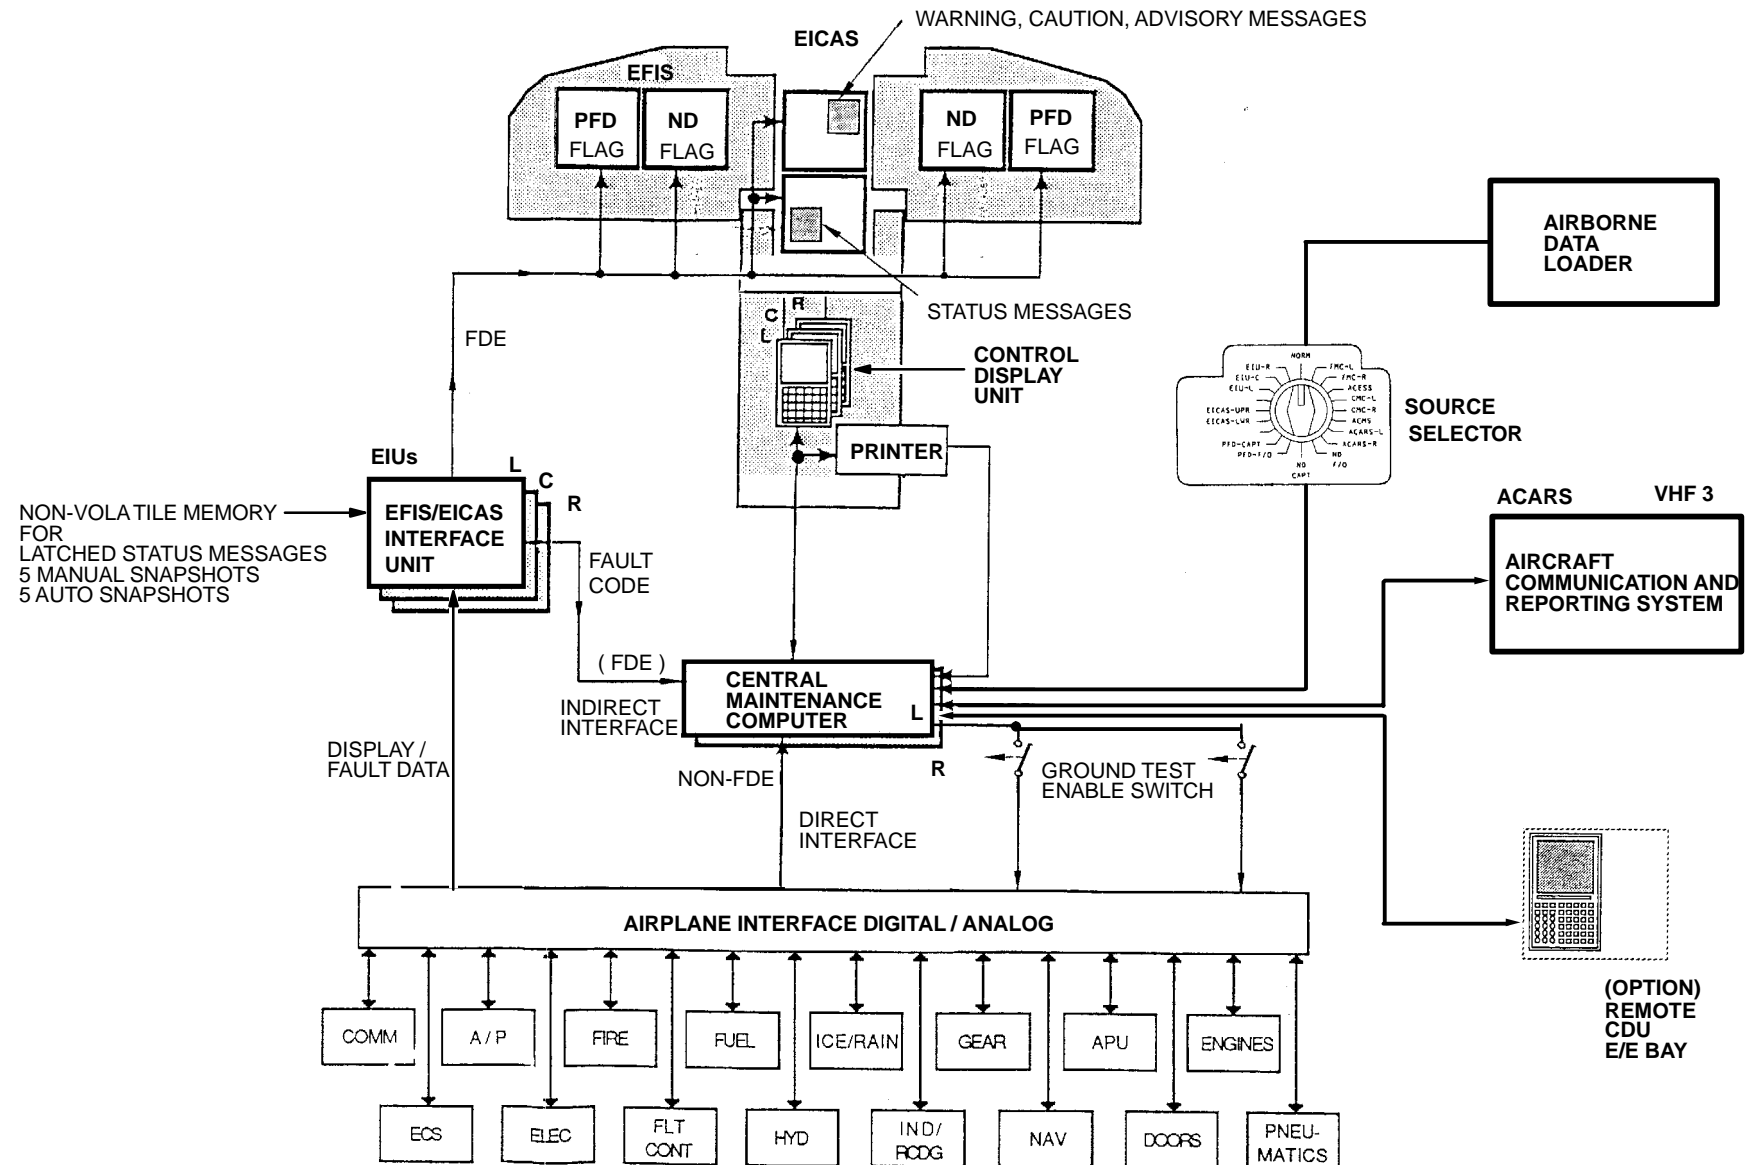 WARNING, CAUTION, ADVISORY MESSAGES
EICAS
EFIS
PFD
FLAG
ND
FLAG
ND
FLAG
PFD
FLAG
AIRBORNE
DATA
LOADER
STATUS MESSAGES
FDE
R
C
L
CONTROL
DISPLAY
UNIT
NORM
EIU-R
EIU-C
EIU-L
EICAS-UPR
EICAS-LWR
PFD-CAPT
PFD-F/O
ND
CAPT
FMC-L
FMC-R
ACESS
CMC-L
CMC-R
ACMS
ACARS-L
ACARS-R
ND
F/O
SOURCE
SELECTOR
PRINTER
EIUs
L
C
R
EFIS/EICAS
INTERFACE
UNIT
NON-VOLATILE MEMORY
FOR
LATCHED STATUS MESSAGES
5 MANUAL SNAPSHOTS
5 AUTO SNAPSHOTS
FAULT
CODE
ACARS
VHF 3
AIRCRAFT
COMMUNICATION AND
REPORTING SYSTEM
( FDE )
INDIRECT
INTERFACE
CENTRAL
MAINTENANCE
COMPUTER
L
R
DISPLAY /
FAULT DATA
NON-FDE
DIRECT
INTERFACE
GROUND TEST
ENABLE SWITCH
AIRPLANE INTERFACE DIGITAL / ANALOG
(OPTION)
REMOTE
CDU
E/E BAY
COMM
A / P
FIRE
FUEL
ICE/RAIN
GEAR
APU
ENGINES
ECS
ELEC
FLT
CONT
HYD
IND/
RCDG
NAV
DOORS
PNEU-
MATICS